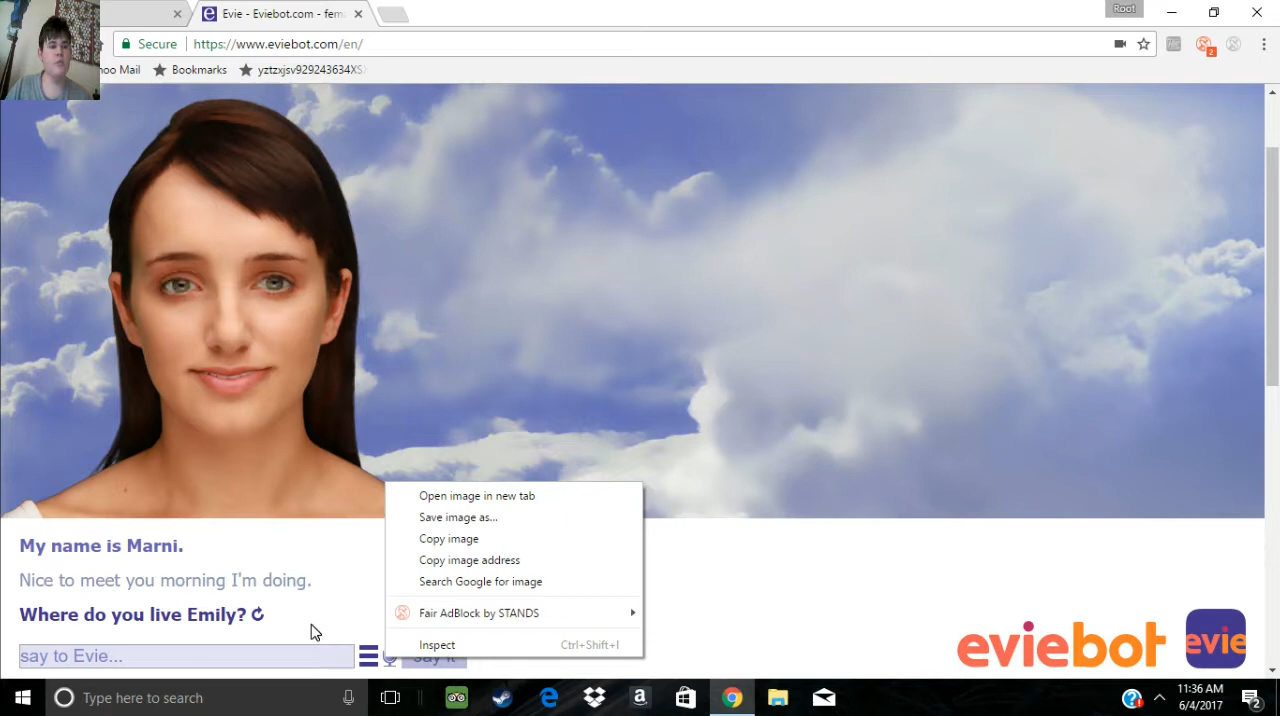 Root
Evie - Eviebot.com - fem
Secure
https://www.eviebot.com/en/
hoo Mail
Bookmarks
yztzxjsv929243634XS
2
Open image in new tab
Save image as...
Copy image
Copy image address
Search Google for image
Fair AdBlock by STANDS
Inspect Ctrl+Shift+I
My name is Marni.
Nice to meet you morning I'm doing.
Where do you live Emily?
say to Evie...
say it
eviebot
evie
Type here to search
a
11:36 AM
6/4/2017
2